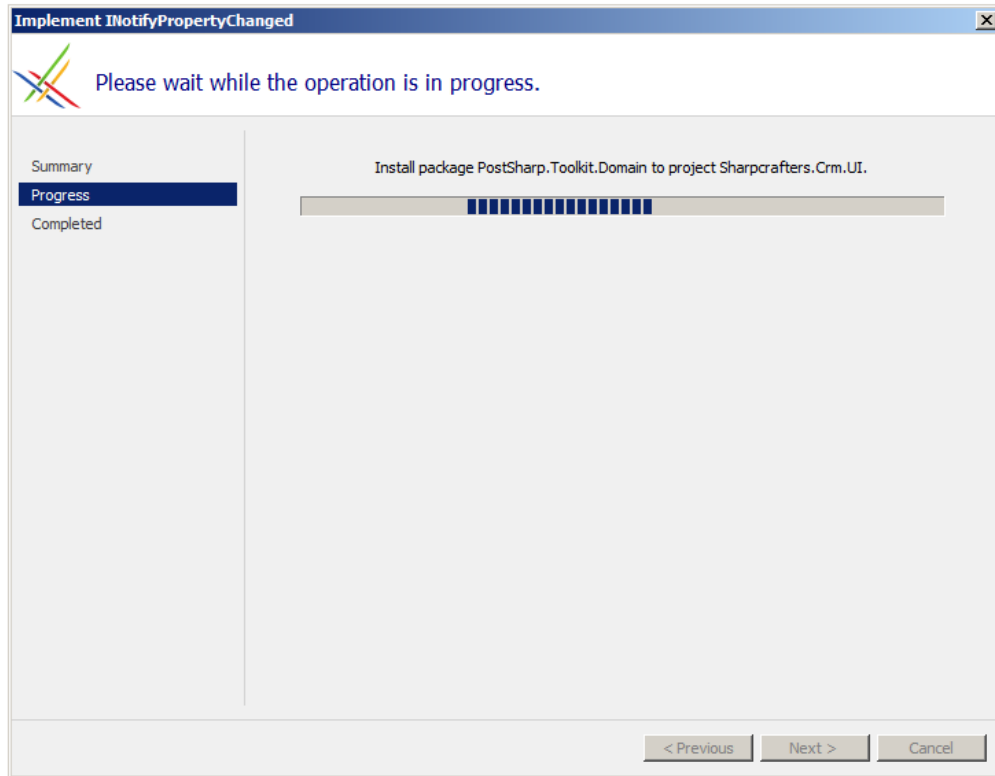 Implement INotifyPropertyChanged
Please wait while the operation is in progress.
Summary
Progress
Completed
Install package PostSharp.Toolkit.Domain to project Sharpcrafters.Crm.UI.
< Previous
Next >
Cancel